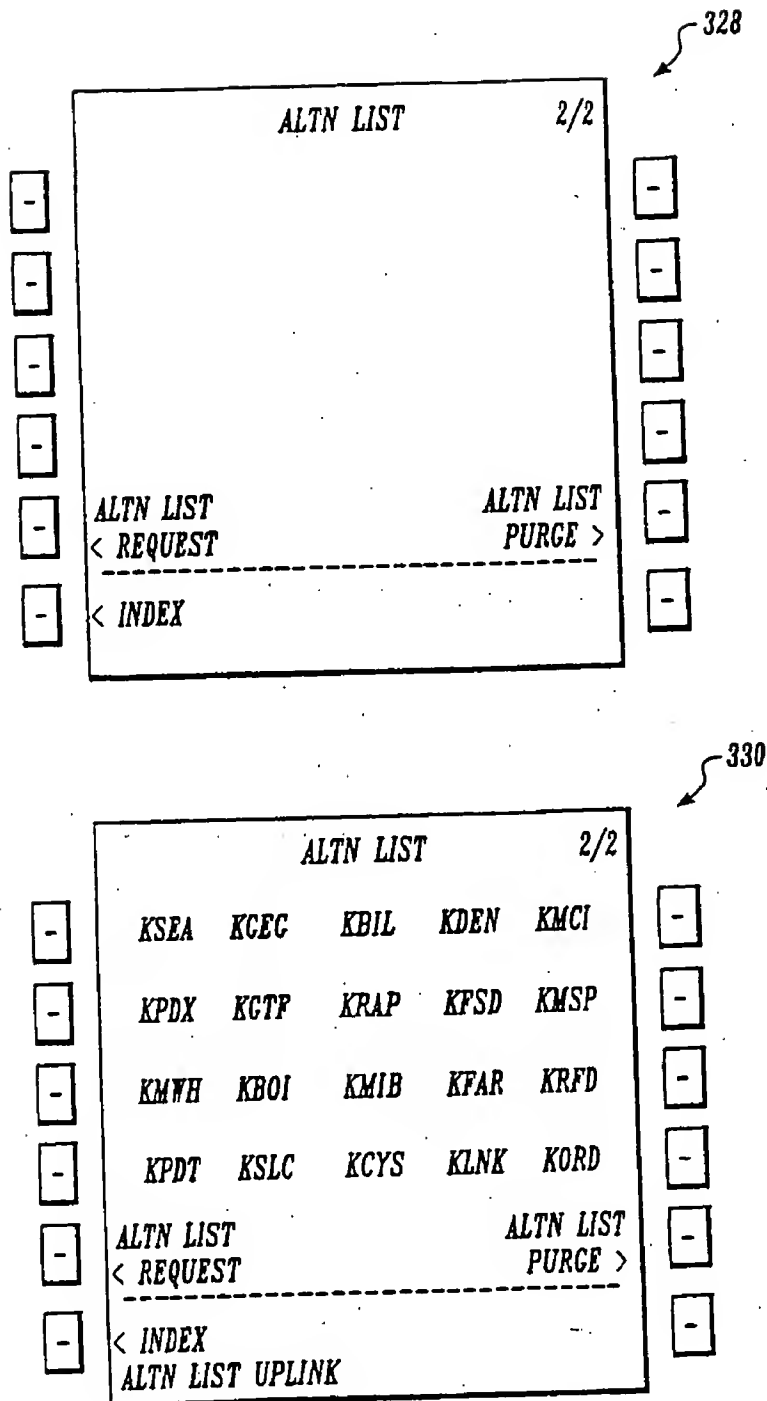 328
ALTN LIST 2/2
ALTN LIST ALTN LIST
< REQUEST PURGE >
< INDEX
330
ALTN LIST 2/2
KSEA KGEG KBIL KDEN KMCI
KPDX KGTF KRAP KFSD KMSP
KMWH KBOI KMIB KFAR KRFD
KPDT KSLC KCYS KLNK KORD
ALTN LIST ALTN LIST
< REQUEST PURGE >
< INDEX
ALTN LIST UPLINK